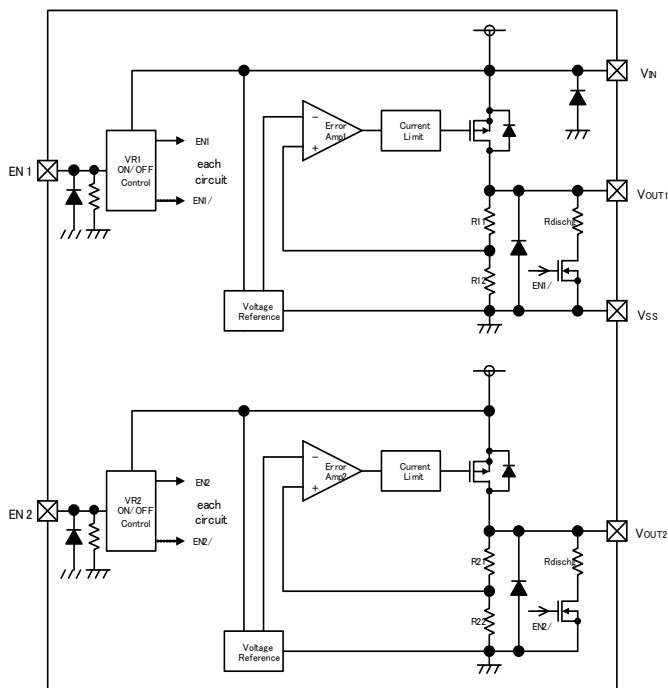 VIN
Error
Amp1
Current
Limit
−
+
EN 1
VR1
ON/OFF
Control
EN1
each
circuit
EN1/
VOUT1
R11
Rdischg
R12
EN1/
Voltage
Reference
VSS
Error
Amp2
Current
Limit
−
+
EN 2
VR2
ON/OFF
Control
EN2
each
circuit
EN2/
VOUT2
R21
Rdischg
R22
EN2/
Voltage
Reference